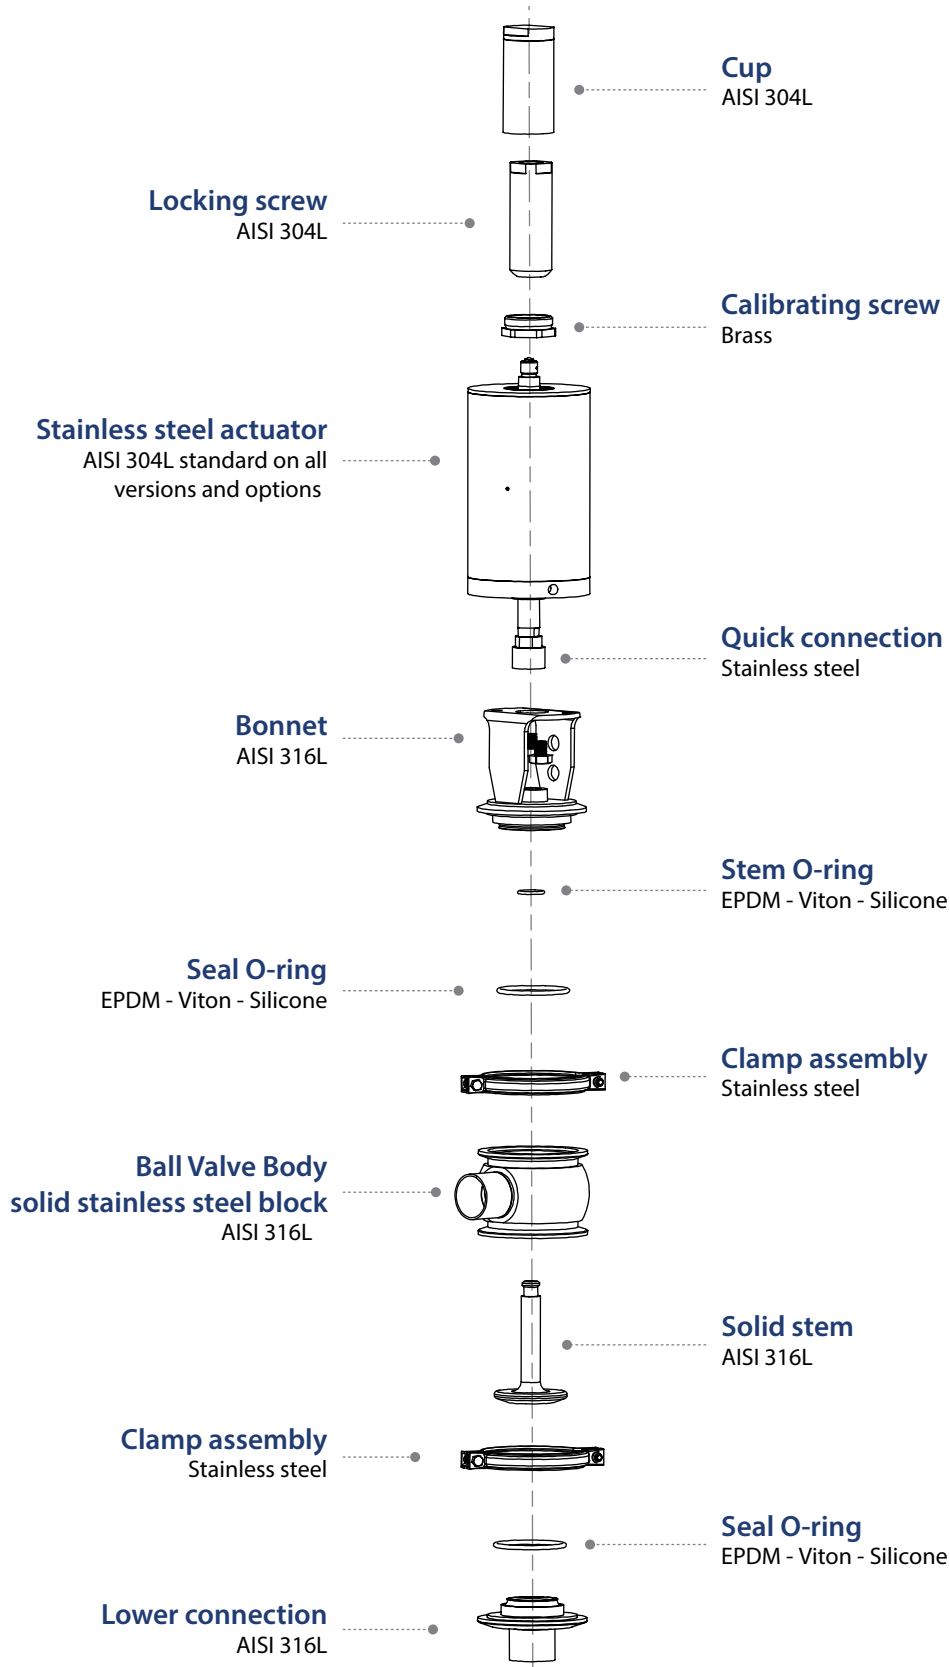 Cup
AISI 304L
Locking screw
AISI 304L
Calibrating screw
Brass
Stainless steel actuator
AISI 304L standard on all
versions and options
Quick connection
Stainless steel
Bonnet
AISI 316L
Stem O-ring
EPDM - Viton - Silicone
Seal O-ring
EPDM - Viton - Silicone
Clamp assembly
Stainless steel
Ball Valve Body
solid stainless steel block
AISI 316L
Solid stem
AISI 316L
Clamp assembly
Stainless steel
Seal O-ring
EPDM - Viton - Silicone
Lower connection
AISI 316L